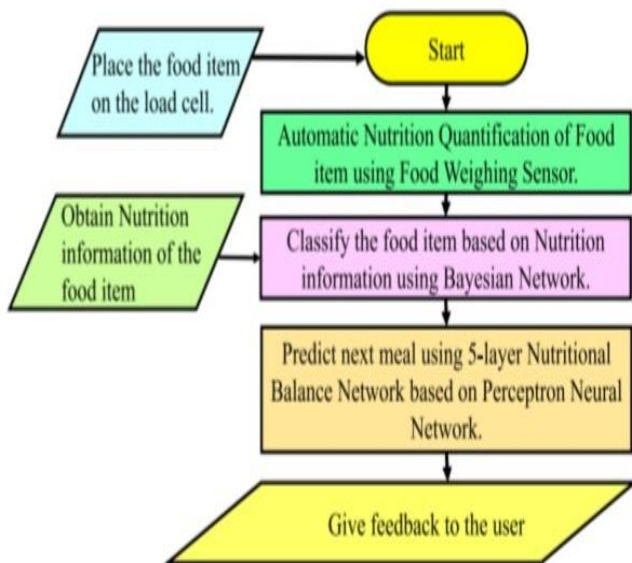 Place the food item
on the load cell.
Start
Automatic Nutrition Quantification of Food
item using Food Weighing Sensor.
Obtain Nutrition
information of the
food item
Classify the food item based on Nutrition
information using Bayesian Network.
Predict next meal using 5-layer Nutritional
Balance Network based on Perceptron Neural
Network.
Give feedback to the user